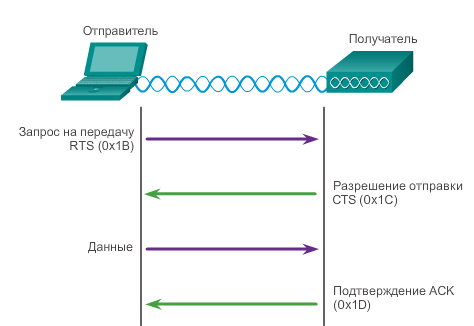 Отправитель
Получатель
Запрос на передачу
RTS (0x1B)
Разрешение отправки
CTS (0x1C)
Данные
Подтверждение ACK
(0x1D)